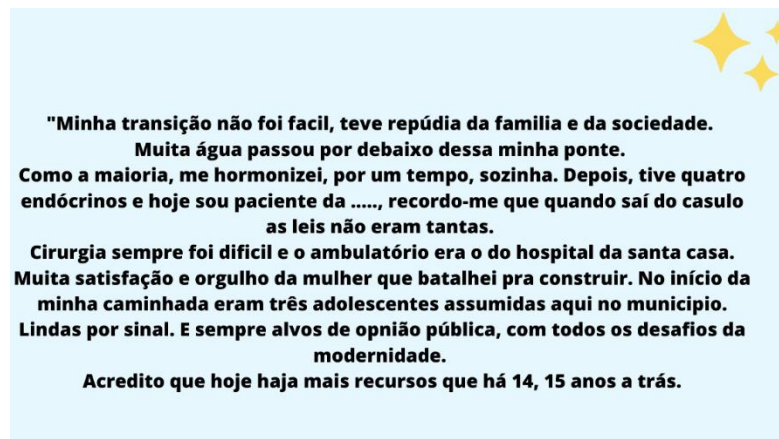 "Minha transição não foi facil, teve repúdia da familia e da sociedade.
Muita água passou por debaixo dessa minha ponte.
Como a maioria, me hormonizei, por um tempo, sozinha. Depois, tive quatro
endócrinos e hoje sou paciente da ....., recordo-me que quando saí do casulo
as leis não eram tantas.
Cirurgia sempre foi dificil e o ambulatório era o do hospital da santa casa.
Muita satisfação e orgulho da mulher que batalhei pra construir. No início da
minha caminhada eram três adolescentes assumidas aqui no municipio.
Lindas por sinal. E sempre alvos de opnião pública, com todos os desafios da
modernidade.
Acredito que hoje haja mais recursos que há 14, 15 anos a trás.